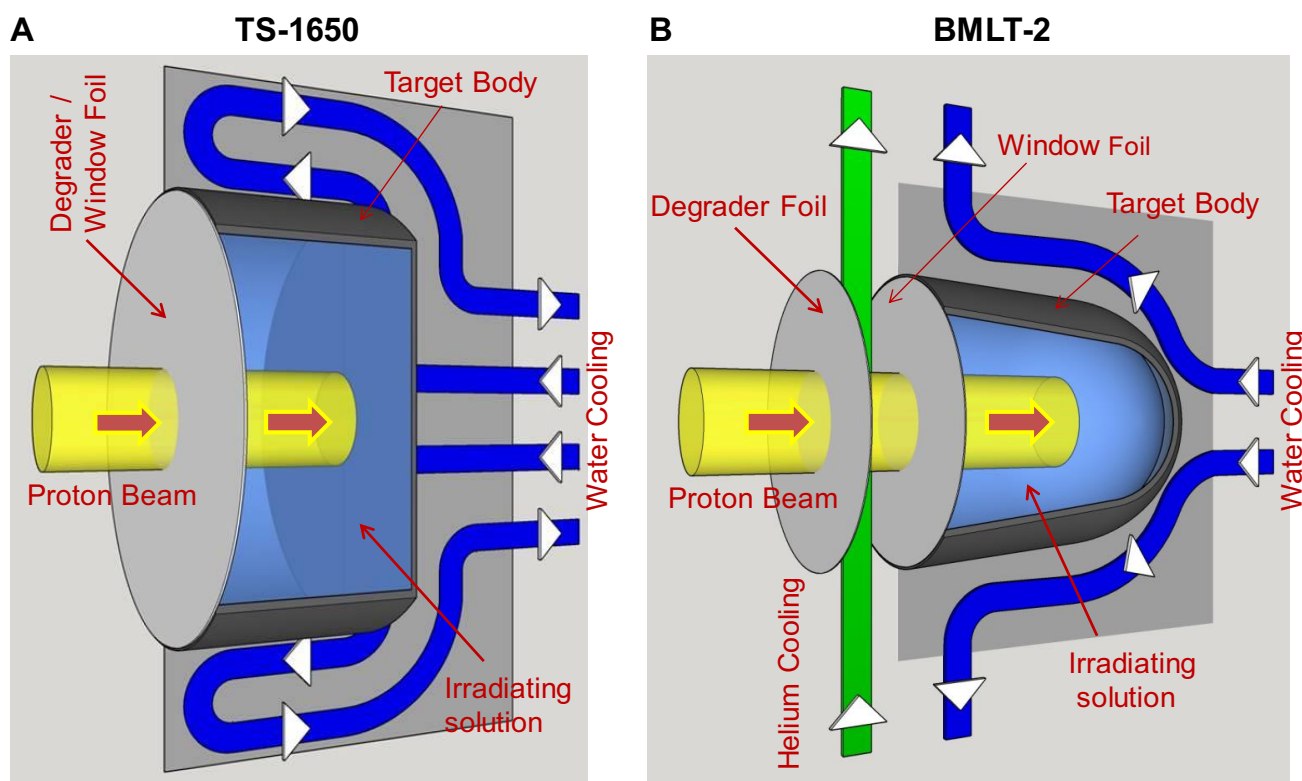 A
TS-1650
Degrader /
Window Foil
Target Body
Proton Beam
Water Cooling
Irradiating
solution
B
BMLT-2
Window Foil
Degrader Foil
Target Body
Proton Beam
Helium Cooling
Water Cooling
Irradiating
solution